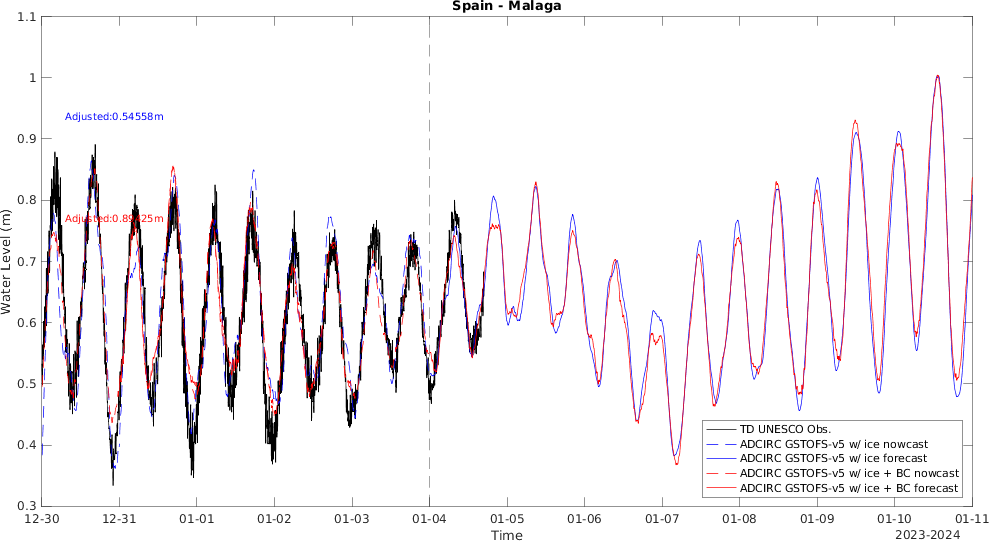 Spain - Malaga
1.1
1
0.9
0.8
0.7
0.6
0.5
0.4
0.3
Water Level (m)
Adjusted:0.54558m
Adjusted:0.89425m
TD UNESCO Obs.
ADCIRC GSTOFS-v5 w/ ice nowcast
ADCIRC GSTOFS-v5 w/ ice forecast
ADCIRC GSTOFS-v5 w/ ice + BC nowcast
ADCIRC GSTOFS-v5 w/ ice + BC forecast
12-30 12-31 01-01 01-02 01-03 01-04 01-05 01-06 01-07 01-08 01-09 01-10 01-11
Time
2023-2024